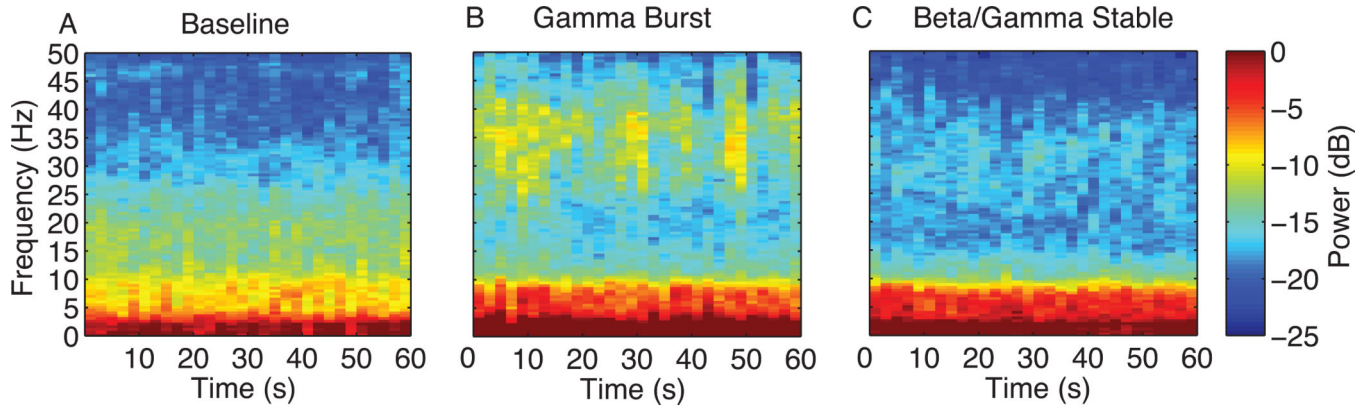 A Baseline
B Gamma Burst
C Beta/Gamma Stable
Frequency (Hz)
50
45
40
35
30
25
20
15
10
5
0
10 20 30 40 50 60
Time (s)
0 10 20 30 40 50 60
Time (s)
0 10 20 30 40 50 60
Time (s)
0
−5
−10
−15
−20
−25
Power (dB)